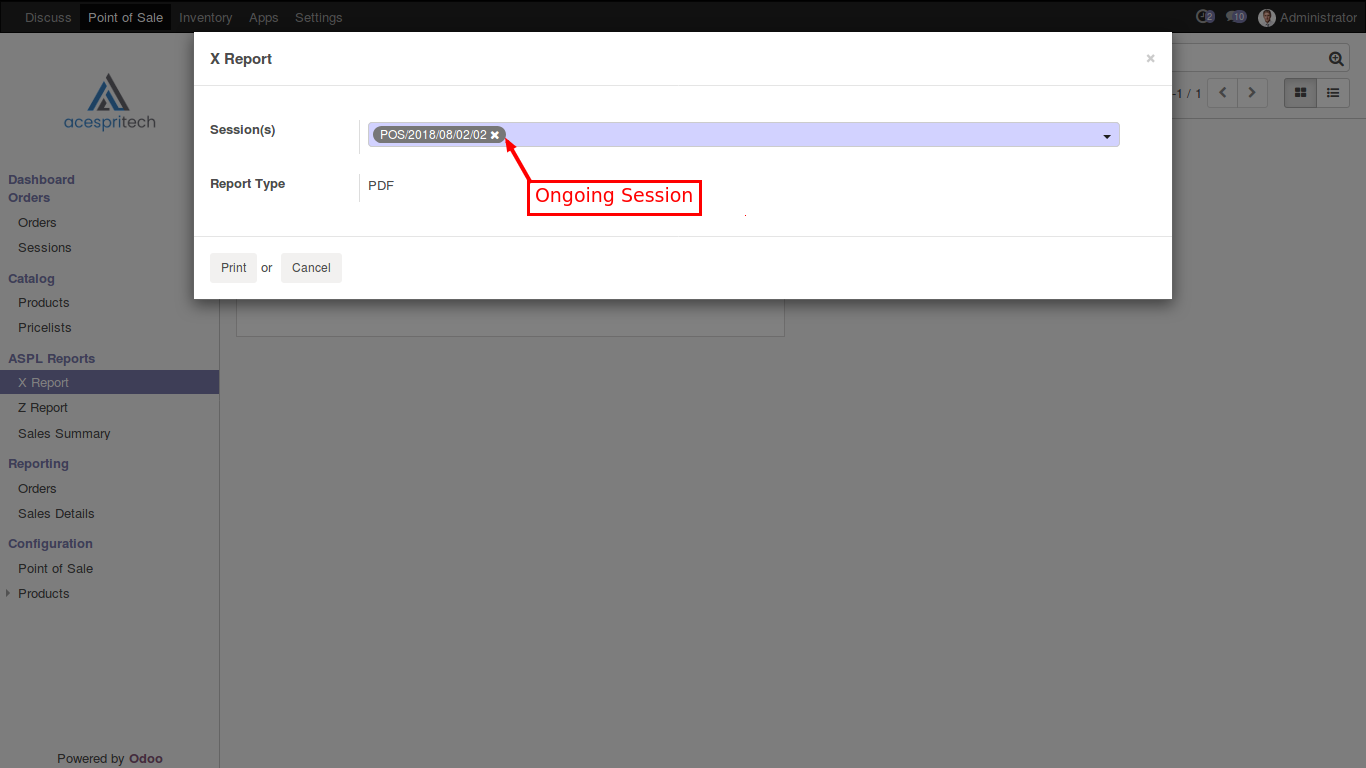 Discuss Point of Sale Inventory Apps Settings 2 10 Administrator
X Report ×
-1 / 1
acespritech
Session(s) POS/2018/08/02/02
Report Type PDF
Ongoing Session
Print or Cancel
Dashboard
Orders
Orders
Sessions
Catalog
Products
Pricelists
ASPL Reports
X Report
Z Report
Sales Summary
Reporting
Orders
Sales Details
Configuration
Point of Sale
Products
Powered by Odoo